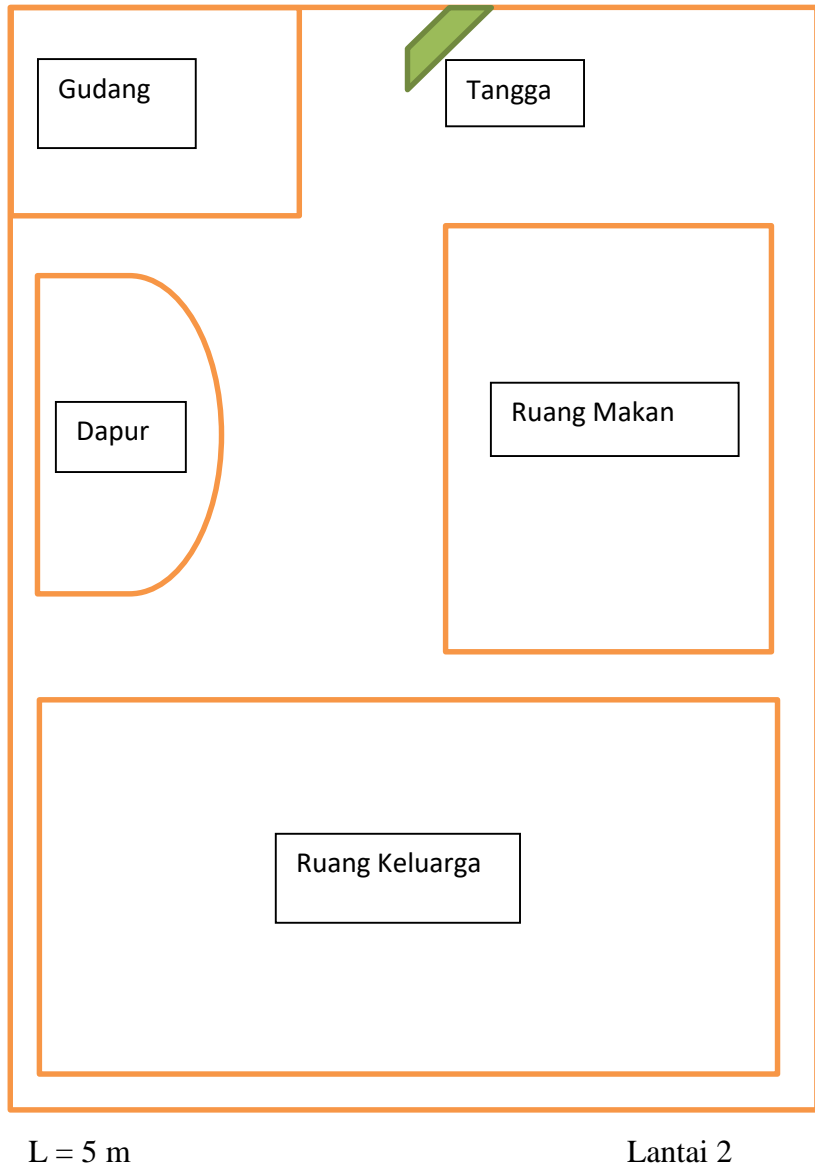 Gudang
Tangga
Dapur
Ruang Makan
Ruang Keluarga
L = 5 m
Lantai 2